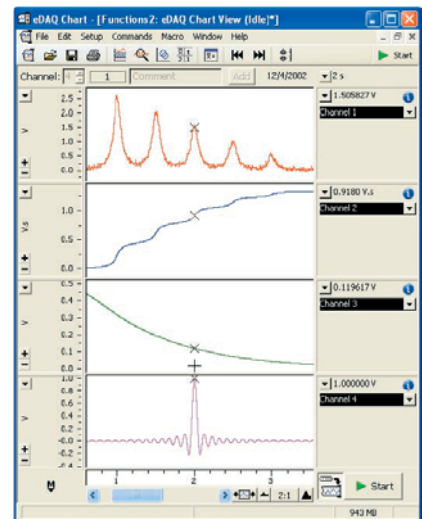 eDAQ Chart - [Functions2: eDAQ Chart View (Idle)*]
File Edit Setup Commands Macro Window Help
Start
Channel: 4 1 Comment Add 12/4/2002 2 s
2.5
2.0
1.5
1.0
0.5
0.0
V
1.505827 V
Channel 1
1.0
0.5
0.0
V.s
0.9180 V.s
Channel 2
0.5
0.4
0.3
0.2
0.1
0.0
V
0.119617 V
Channel 3
1.0
0.8
0.6
0.4
0.2
-0.0
-0.2
-0.4
V
1.000000 V
Channel 4
M
1 2 3
2:1
Start
943 MB